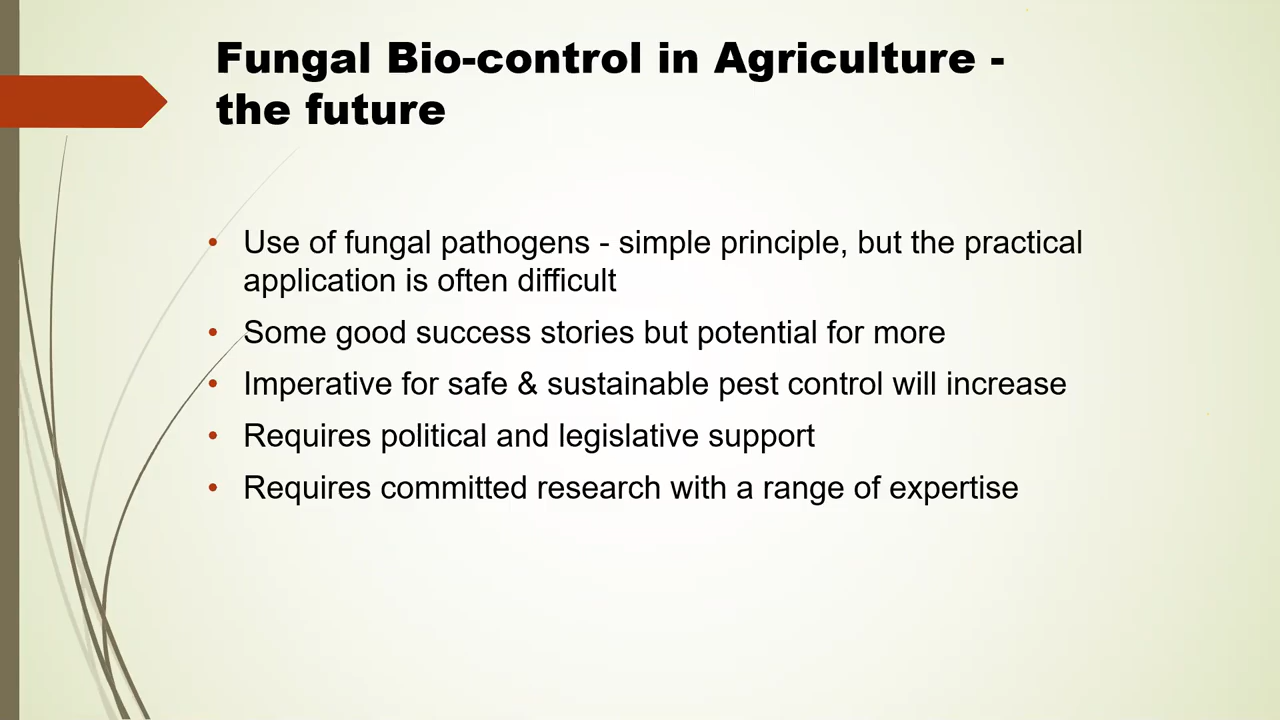 Fungal Bio-control in Agriculture -
the future
• Use of fungal pathogens - simple principle, but the practical
application is often difficult
• Some good success stories but potential for more
• Imperative for safe & sustainable pest control will increase
• Requires political and legislative support
• Requires committed research with a range of expertise